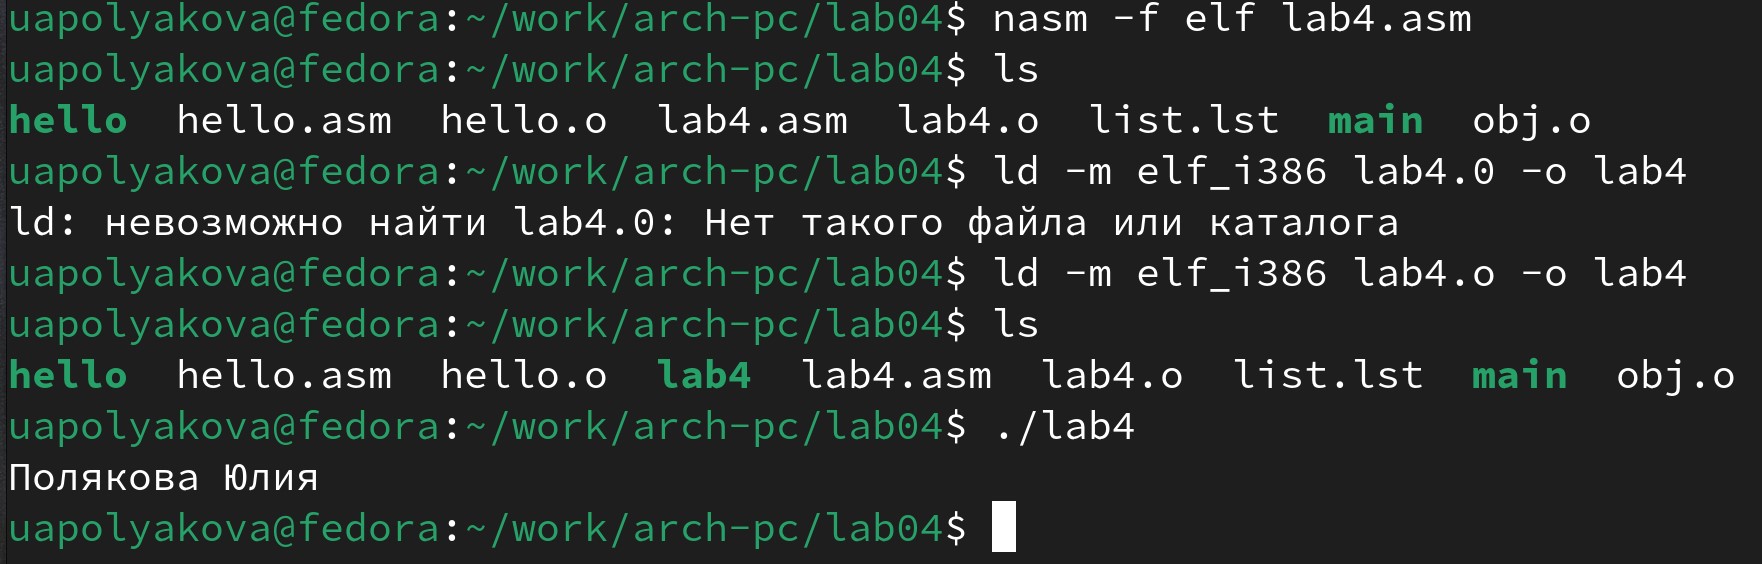 uapolyakova@fedora:~/work/arch-pc/lab04$ nasm -f elf lab4.asm
uapolyakova@fedora:~/work/arch-pc/lab04$ ls
hello  hello.asm  hello.o  lab4.asm  lab4.o  list.lst  main  obj.o
uapolyakova@fedora:~/work/arch-pc/lab04$ ld -m elf_i386 lab4.0 -o lab4
ld: невозможно найти lab4.0: Нет такого файла или каталога
uapolyakova@fedora:~/work/arch-pc/lab04$ ld -m elf_i386 lab4.o -o lab4
uapolyakova@fedora:~/work/arch-pc/lab04$ ls
hello  hello.asm  hello.o  lab4  lab4.asm  lab4.o  list.lst  main  obj.o
uapolyakova@fedora:~/work/arch-pc/lab04$ ./lab4
Полякова Юлия
uapolyakova@fedora:~/work/arch-pc/lab04$